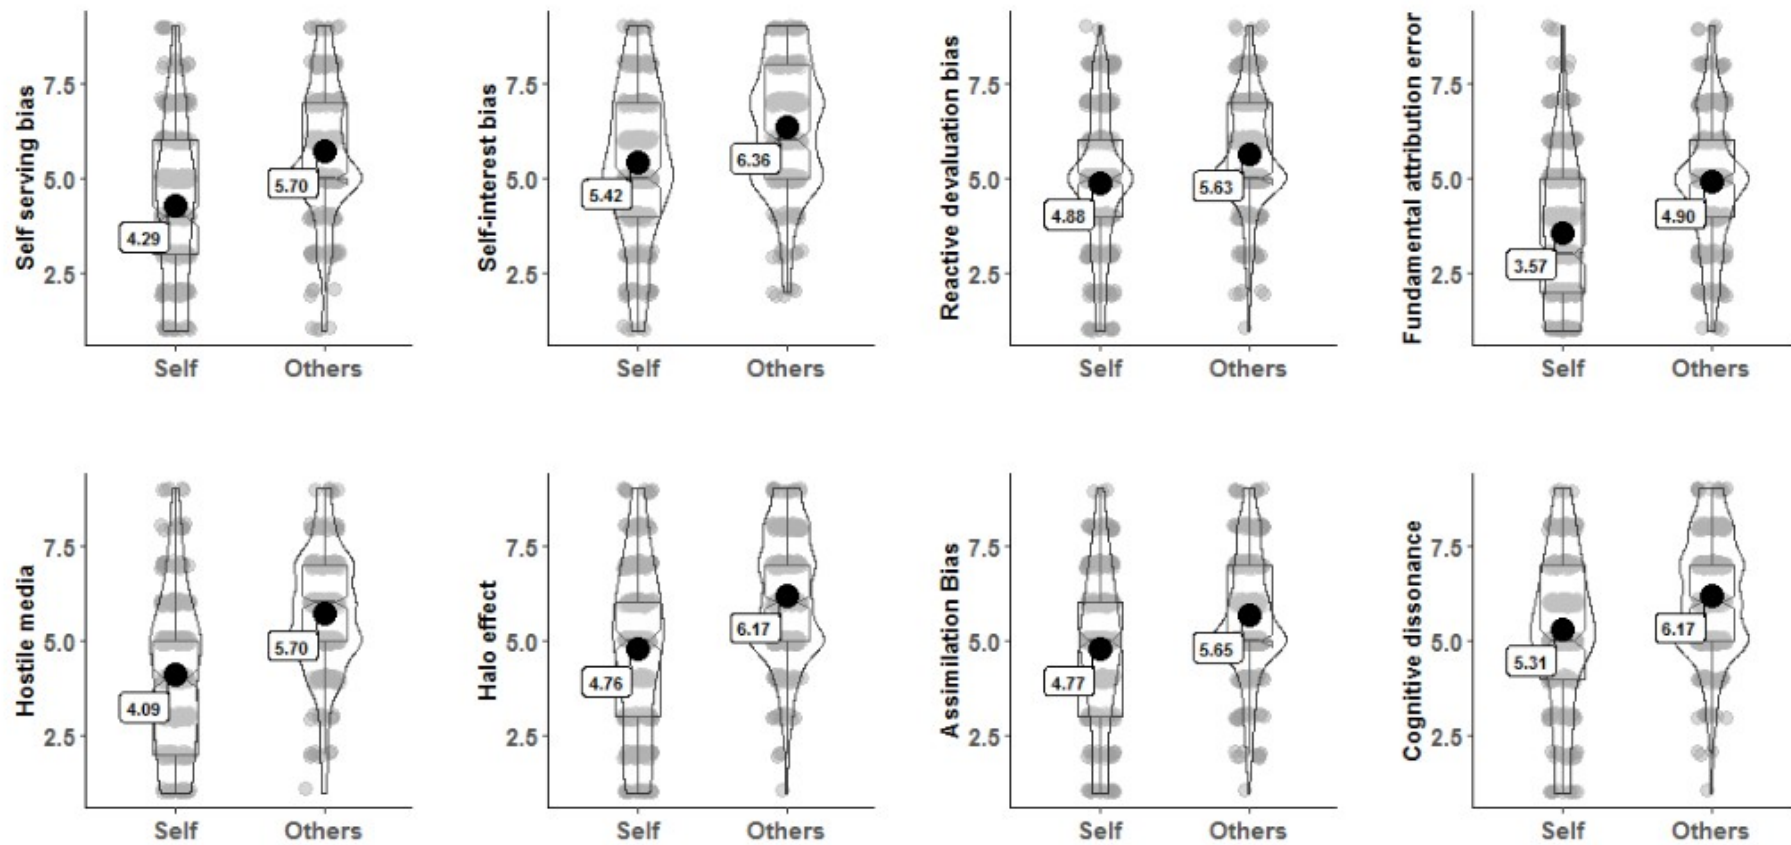 Self serving bias
7.5
5.0
2.5
4.29
5.70
Self Others
Self-interest bias
7.5
5.0
2.5
5.42
6.36
Self Others
Reactive devaluation bias
7.5
5.0
2.5
4.88
5.63
Self Others
Fundamental attribution error
7.5
5.0
2.5
3.57
4.90
Self Others
Hostile media
7.5
5.0
2.5
4.09
5.70
Self Others
Halo effect
7.5
5.0
2.5
4.76
6.17
Self Others
Assimilation Bias
7.5
5.0
2.5
4.77
5.65
Self Others
Cognitive dissonance
7.5
5.0
2.5
5.31
6.17
Self Others